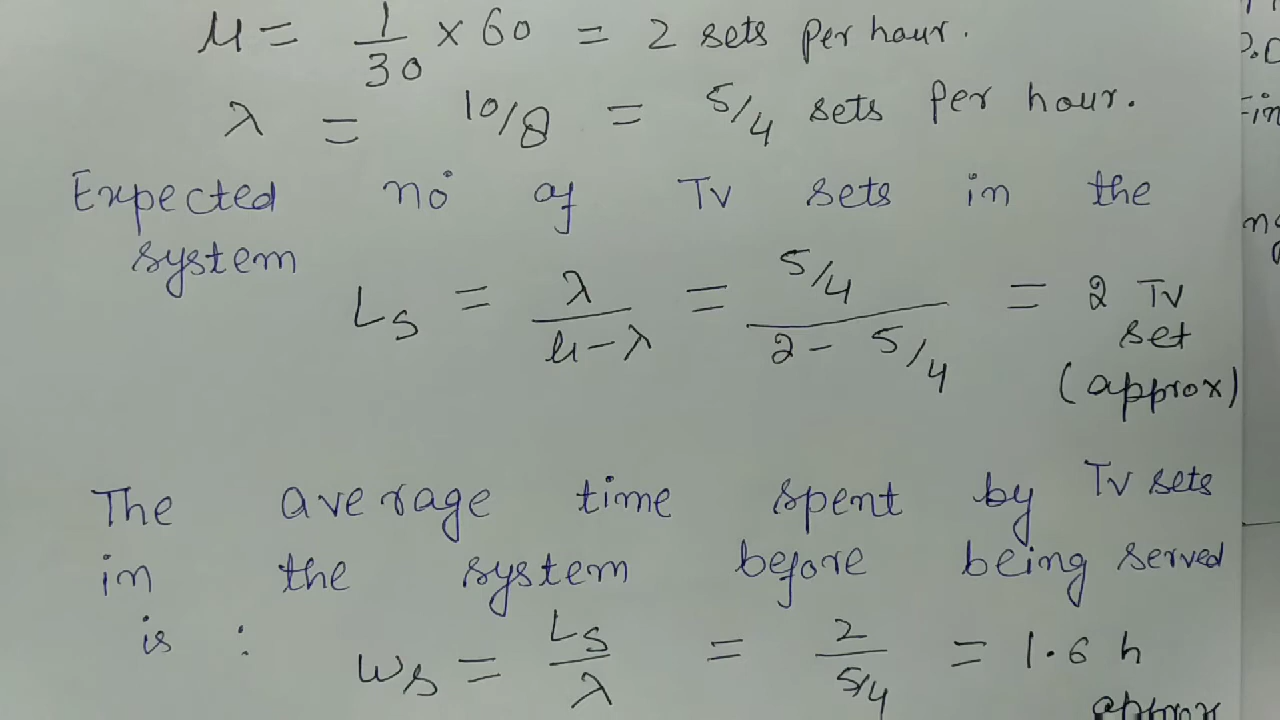 μ = 1/30 × 60 = 2 sets per hour.
λ = 10/8 = 5/4 sets per hour.
Expected no of TV sets in the
system
Ls = λ/(μ-λ) = (5/4)/(2 - 5/4) = 2 TV
set
(approx)
The average time spent by TV sets
in the system before being served
is :
Ws = Ls/λ = 2/(5/4) = 1.6 h
approx